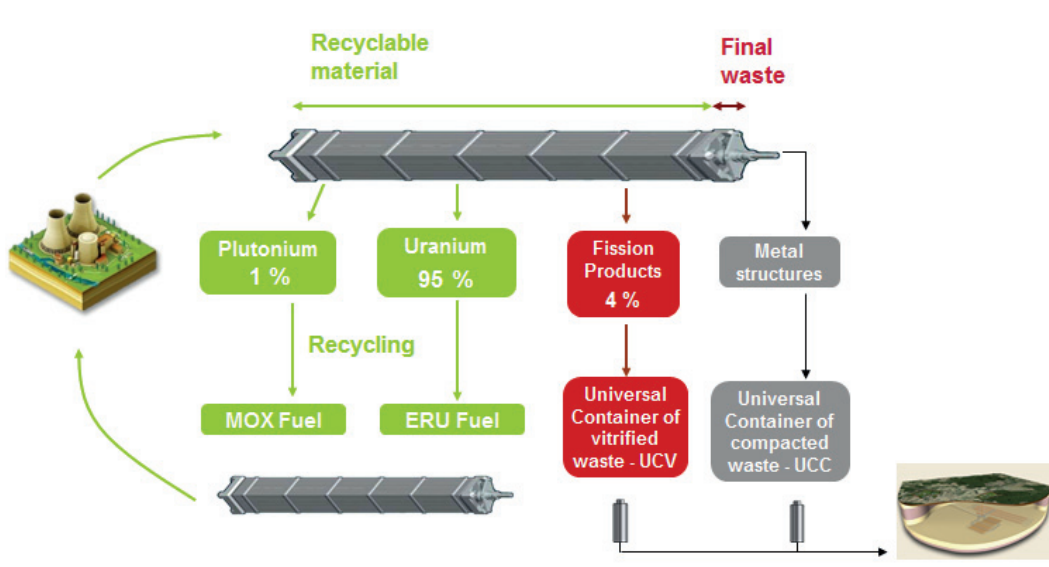 Recyclable
material
Final
waste
Plutonium
1 %
Uranium
95 %
Fission
Products
4 %
Metal
structures
Recycling
MOX Fuel
ERU Fuel
Universal
Container of
vitrified
waste - UCV
Universal
Container of
compacted
waste - UCC